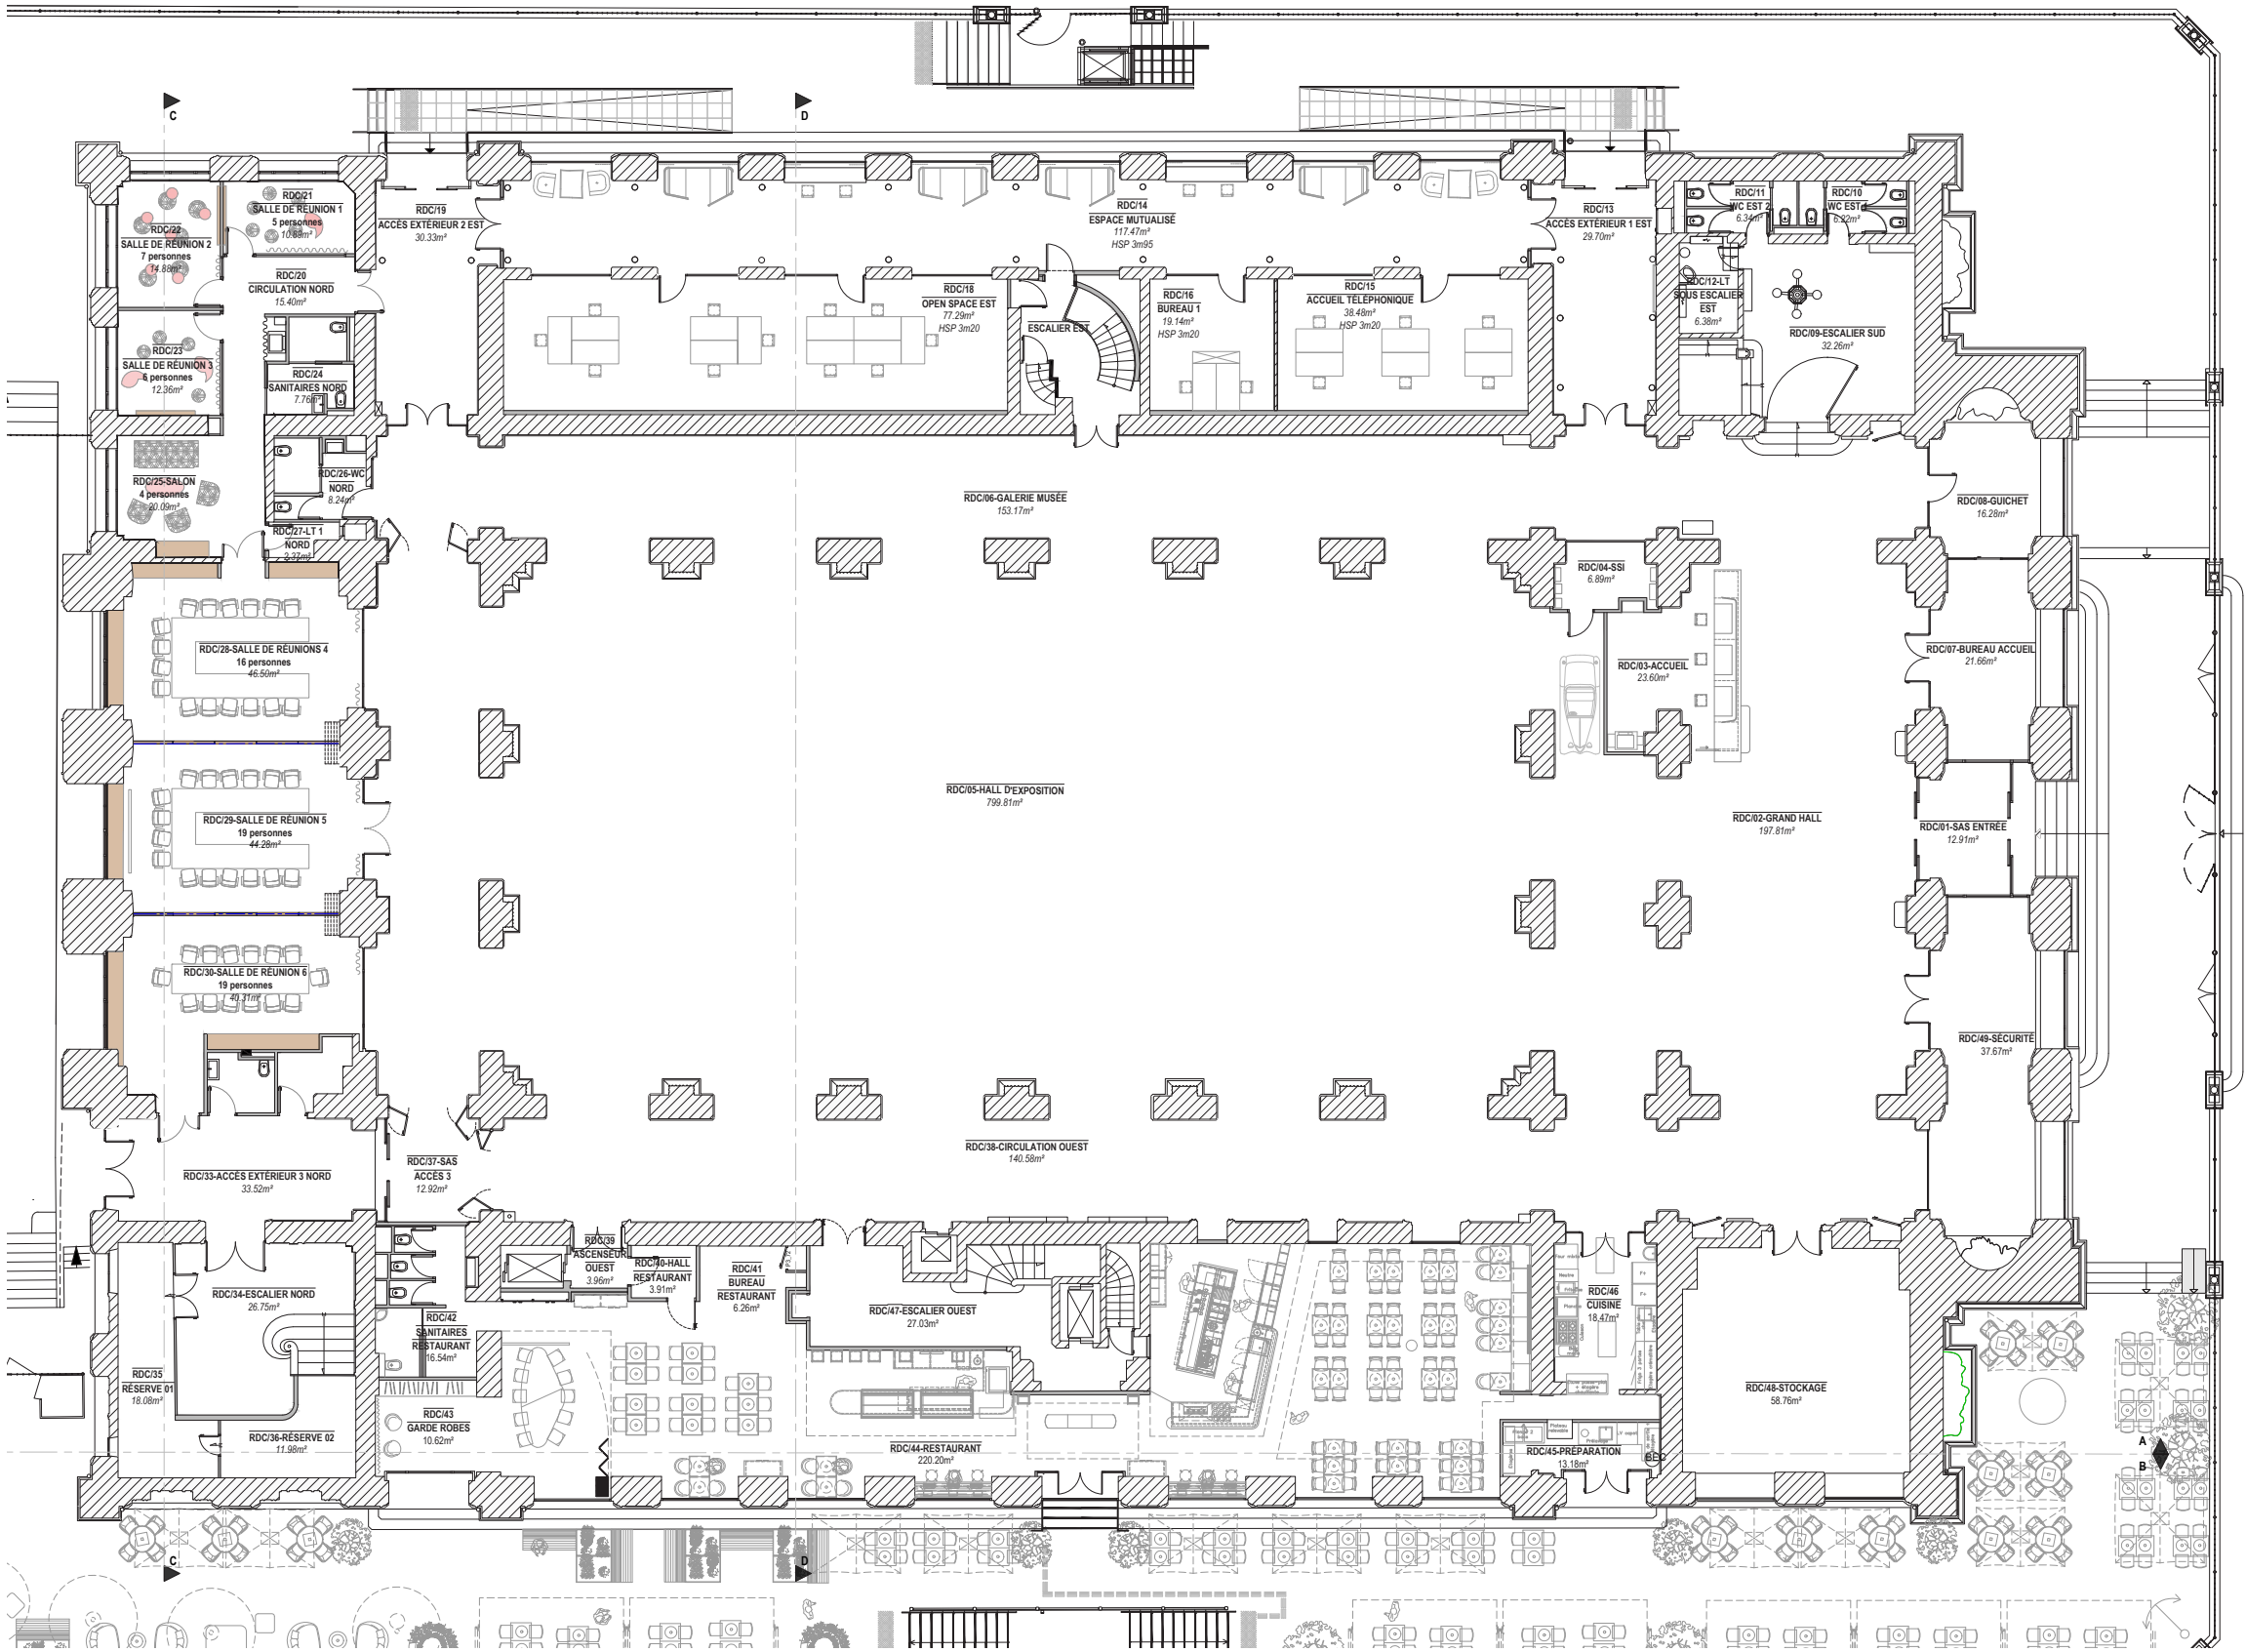 C
D
RDC/21
SALLE DE RÉUNION 1
5 personnes
RDC/22
SALLE DE RÉUNION 2
7 personnes
14.88m²
RDC/20
CIRCULATION NORD
15.40m²
RDC/19
ACCÈS EXTÉRIEUR 2 EST
30.33m²
RDC/14
ESPACE MUTUALISÉ
117.47m²
HSP 3m95
RDC/13
ACCÈS EXTÉRIEUR 1 EST
29.70m²
RDC/11
WC EST 2
6.34m²
RDC/10
WC EST
6.22m²
RDC/12-LT
SOUS ESCALIER
EST
6.38m²
RDC/09-ESCALIER SUD
32.26m²
RDC/18
OPEN SPACE EST
77.29m²
HSP 3m20
ESCALIER EST
RDC/16
BUREAU 1
19.14m²
HSP 3m20
RDC/15
ACCUEIL TÉLÉPHONIQUE
38.48m²
HSP 3m20
RDC/23
SALLE DE RÉUNION 3
6 personnes
12.36m²
RDC/24
SANITAIRES NORD
7.76m²
RDC/25-SALON
4 personnes
20.09m²
RDC/26-WC
NORD
8.24m²
RDC/27-LT 1
NORD
RDC/06-GALERIE MUSÉE
153.17m²
RDC/08-GUICHET
16.28m²
RDC/04-SSI
6.89m²
RDC/28-SALLE DE RÉUNIONS 4
16 personnes
46.50m²
RDC/03-ACCUEIL
23.60m²
RDC/07-BUREAU ACCUEIL
21.66m²
RDC/29-SALLE DE RÉUNION 5
19 personnes
44.28m²
RDC/05-HALL D'EXPOSITION
799.81m²
RDC/02-GRAND HALL
197.81m²
RDC/01-SAS ENTRÉE
12.91m²
RDC/30-SALLE DE RÉUNION 6
19 personnes
40.31m²
RDC/49-SÉCURITÉ
37.67m²
RDC/33-ACCÈS EXTÉRIEUR 3 NORD
33.52m²
RDC/37-SAS
ACCÈS 3
12.92m²
RDC/38-CIRCULATION OUEST
140.58m²
RDC/34-ESCALIER NORD
26.75m²
RDC/39
ASCENSEUR
OUEST
3.96m²
RDC/40-HALL
RESTAURANT
3.91m²
RDC/41
BUREAU
RESTAURANT
6.26m²
RDC/47-ESCALIER OUEST
27.03m²
RDC/46
CUISINE
18.47m²
RDC/42
SANITAIRES
RESTAURANT
16.54m²
RDC/35
RÉSERVE 01
18.08m²
RDC/36-RÉSERVE 02
11.98m²
RDC/43
GARDE ROBES
10.62m²
RDC/44-RESTAURANT
220.20m²
RDC/45-PRÉPARATION
13.18m²
RDC/48-STOCKAGE
58.76m²
A
B
C
D